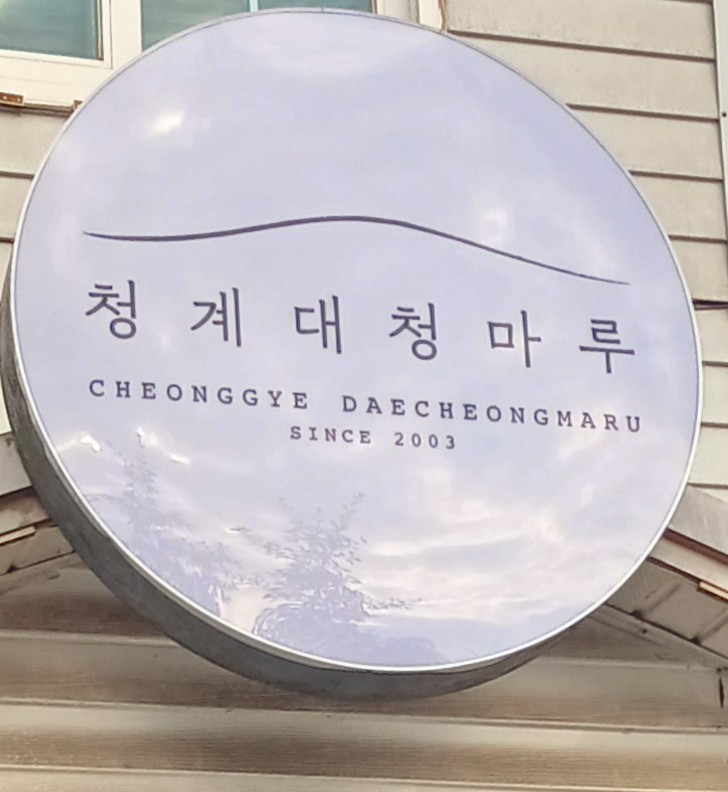 청계대청마루
CHEONGGYE DAECHEONGMARU
SINCE 2003